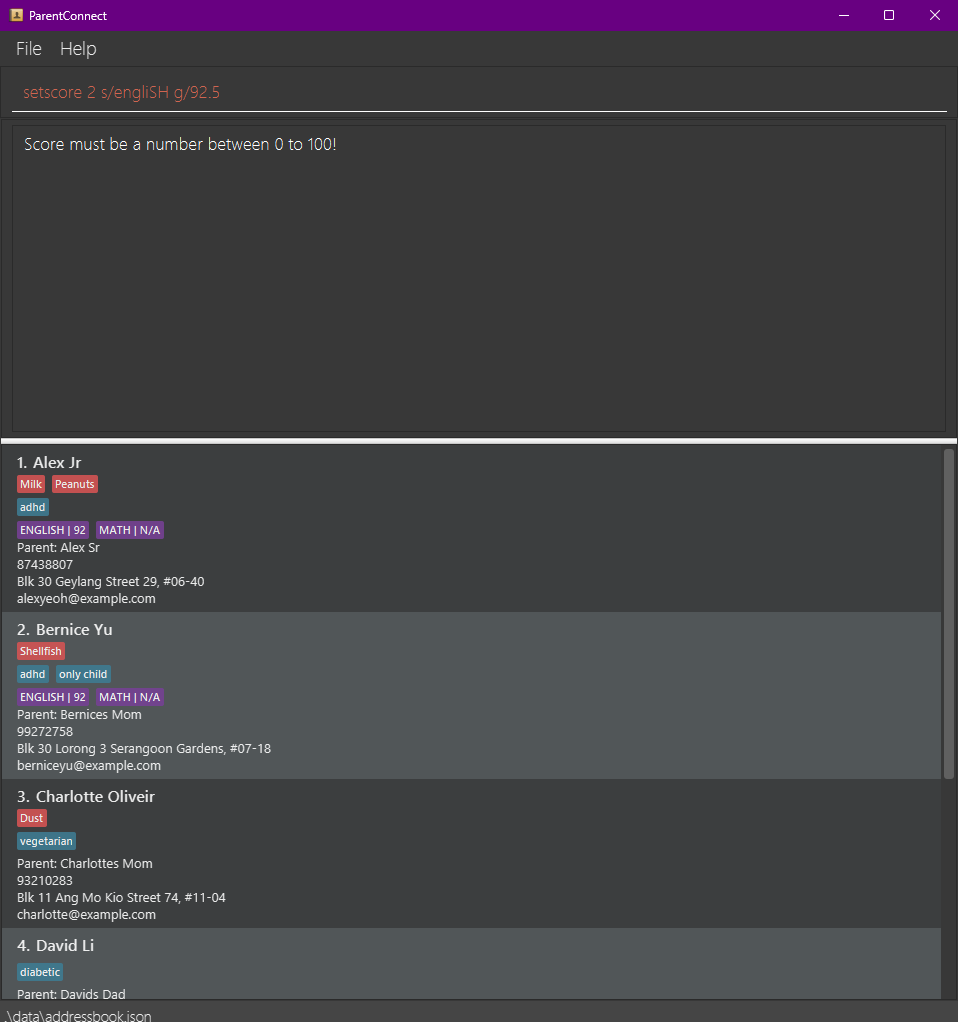 ParentConnect
File Help
setscore 2 s/engliSH g/92.5
Score must be a number between 0 to 100!
1. Alex Jr
Milk Peanuts
adhd
ENGLISH | 92 MATH | N/A
Parent: Alex Sr
87438807
Blk 30 Geylang Street 29, #06-40
alexyeoh@example.com
2. Bernice Yu
Shellfish
adhd only child
ENGLISH | 92 MATH | N/A
Parent: Bernices Mom
99272758
Blk 30 Lorong 3 Serangoon Gardens, #07-18
berniceyu@example.com
3. Charlotte Oliveir
Dust
vegetarian
Parent: Charlottes Mom
93210283
Blk 11 Ang Mo Kio Street 74, #11-04
charlotte@example.com
4. David Li
diabetic
Parent: Davids Dad
.\data\addressbook.json